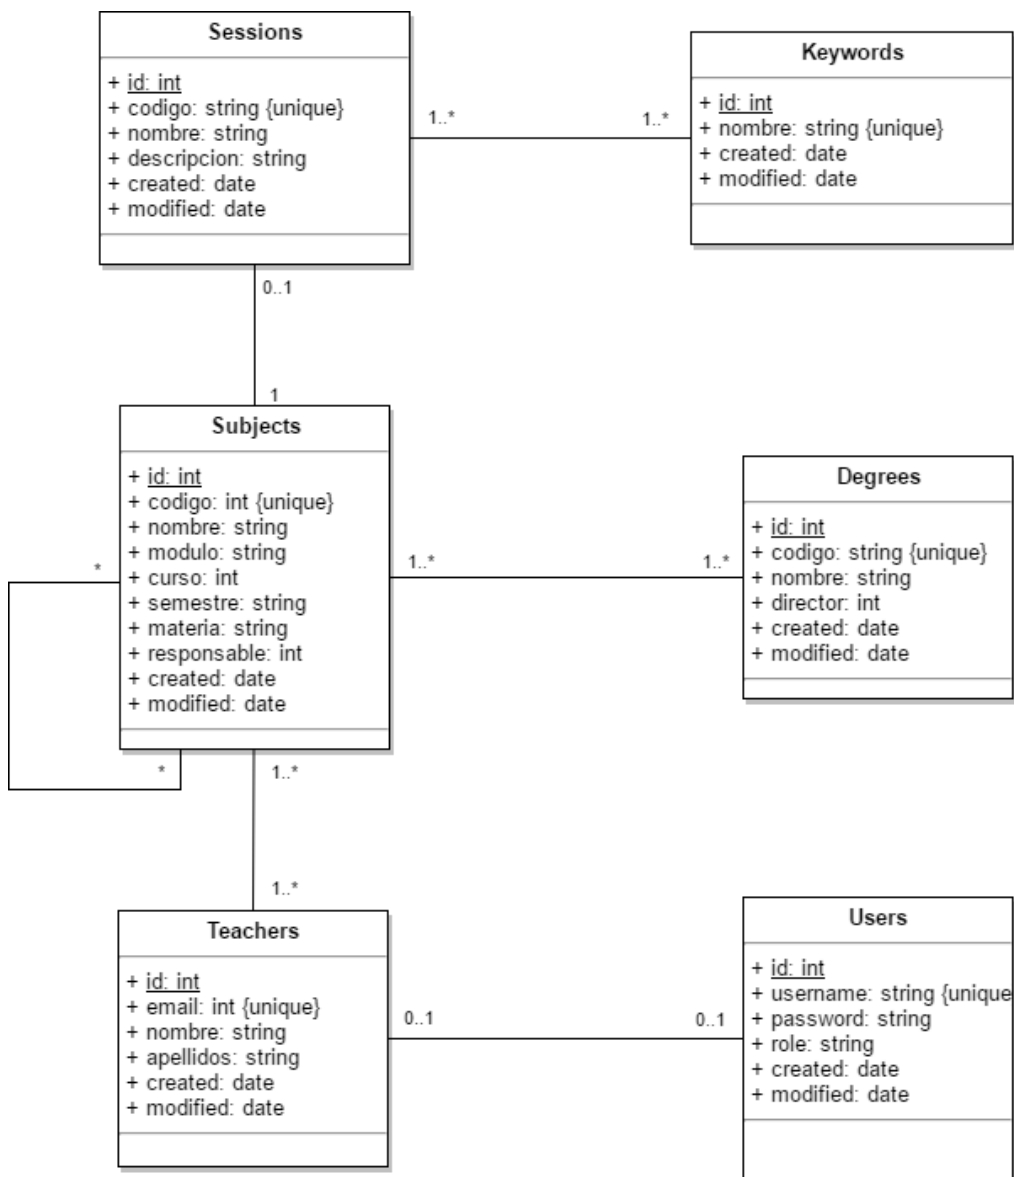 Sessions
+ id: int
+ codigo: string {unique}
+ nombre: string
+ descripcion: string
+ created: date
+ modified: date
1..*
1..*
Keywords
+ id: int
+ nombre: string {unique}
+ created: date
+ modified: date
0..1
1
Subjects
+ id: int
+ codigo: int {unique}
+ nombre: string
+ modulo: string
+ curso: int
+ semestre: string
+ materia: string
+ responsable: int
+ created: date
+ modified: date
*
*
1..*
1..*
Degrees
+ id: int
+ codigo: string {unique}
+ nombre: string
+ director: int
+ created: date
+ modified: date
1..*
1..*
Teachers
+ id: int
+ email: int {unique}
+ nombre: string
+ apellidos: string
+ created: date
+ modified: date
0..1
0..1
Users
+ id: int
+ username: string {unique
+ password: string
+ role: string
+ created: date
+ modified: date